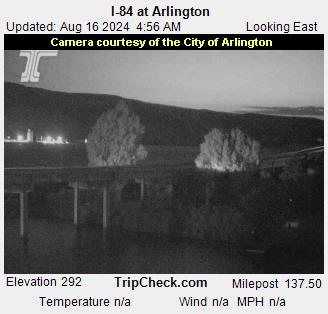 I-84 at Arlington
Updated: Aug 16 2024 4:56 AM Looking East
Camera courtesy of the City of Arlington
Elevation 292 TripCheck.com Milepost 137.50
Temperature n/a Wind n/a MPH n/a